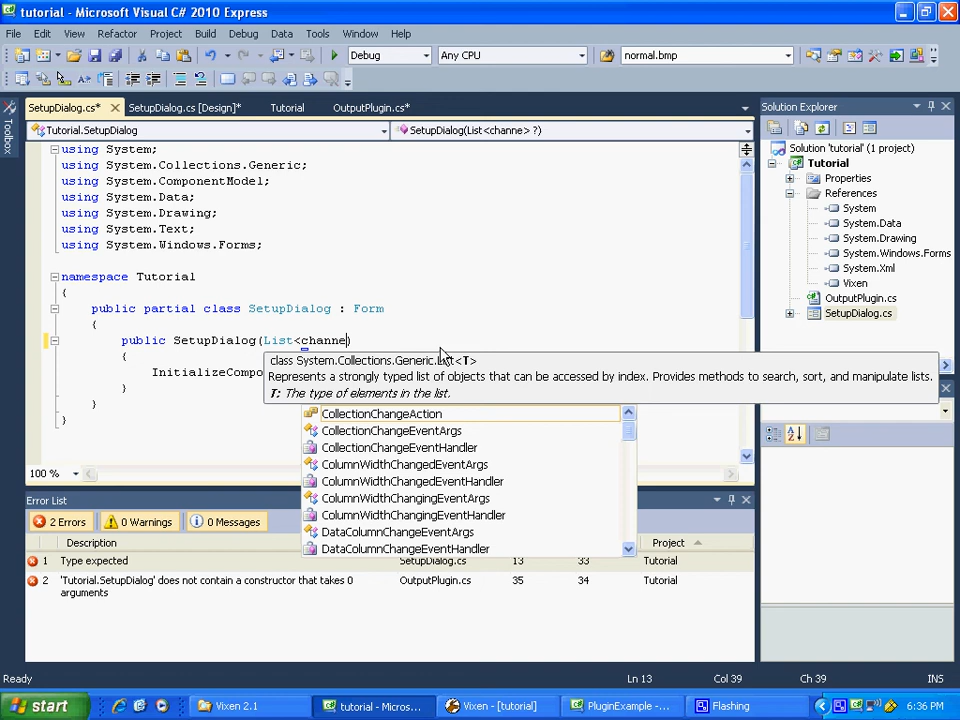 tutorial - Microsoft Visual C# 2010 Express
File Edit View Refactor Project Build Debug Data Tools Window Help
Debug Any CPU normal.bmp
SetupDialog.cs* SetupDialog.cs [Design]* Tutorial OutputPlugin.cs*
Toolbox
Tutorial.SetupDialog SetupDialog(List<channe> ?)
using System;
using System.Collections.Generic;
using System.ComponentModel;
using System.Data;
using System.Drawing;
using System.Text;
using System.Windows.Forms;
namespace Tutorial
{
public partial class SetupDialog : Form
{
public SetupDialog(List<channe)
{
InitializeCompo
}
}
}
class System.Collections.Generic.List<T>
Represents a strongly typed list of objects that can be accessed by index. Provides methods to search, sort, and manipulate lists.
T: The type of elements in the list.
CollectionChangeAction
CollectionChangeEventArgs
CollectionChangeEventHandler
ColumnWidthChangedEventArgs
ColumnWidthChangedEventHandler
ColumnWidthChangingEventArgs
ColumnWidthChangingEventHandler
DataColumnChangeEventArgs
DataColumnChangeEventHandler
100 %
Solution Explorer
Solution 'tutorial' (1 project)
Tutorial
Properties
References
System
System.Data
System.Drawing
System.Windows.Forms
System.Xml
Vixen
OutputPlugin.cs
SetupDialog.cs
Error List
2 Errors 0 Warnings 0 Messages
Description Project
1 Type expected SetupDialog.cs 13 33 Tutorial
2 'Tutorial.SetupDialog' does not contain a constructor that takes 0 OutputPlugin.cs 35 34 Tutorial
arguments
Ready Ln 13 Col 39 Ch 39 INS
start Vixen 2.1 tutorial - Micros... Vixen - [tutorial] PluginExample - ... Flashing 6:36 PM